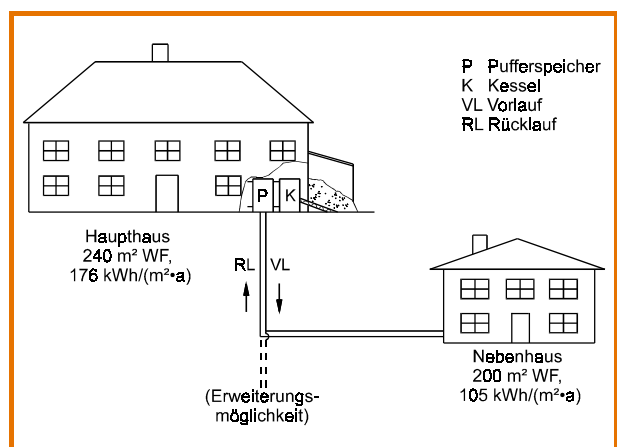 P Pufferspeicher
K Kessel
VL Vorlauf
RL Rücklauf
P K
Haupthaus
240 m² WF,
176 kWh/(m²•a)
RL VL
Nebenhaus
200 m² WF,
105 kWh/(m²•a)
(Erweiterungs-
möglichkeit)